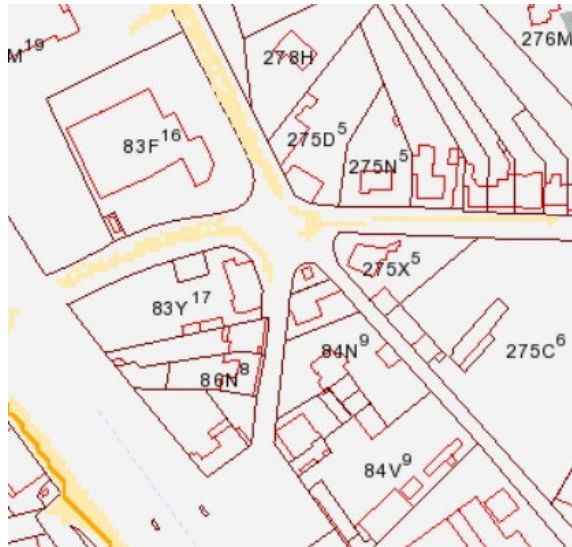 276M
M¹⁹
278H
275D⁵
83F¹⁶
275N⁵
275X⁵
83Y¹⁷
84N⁹
275C⁶
86N⁸
84V⁹